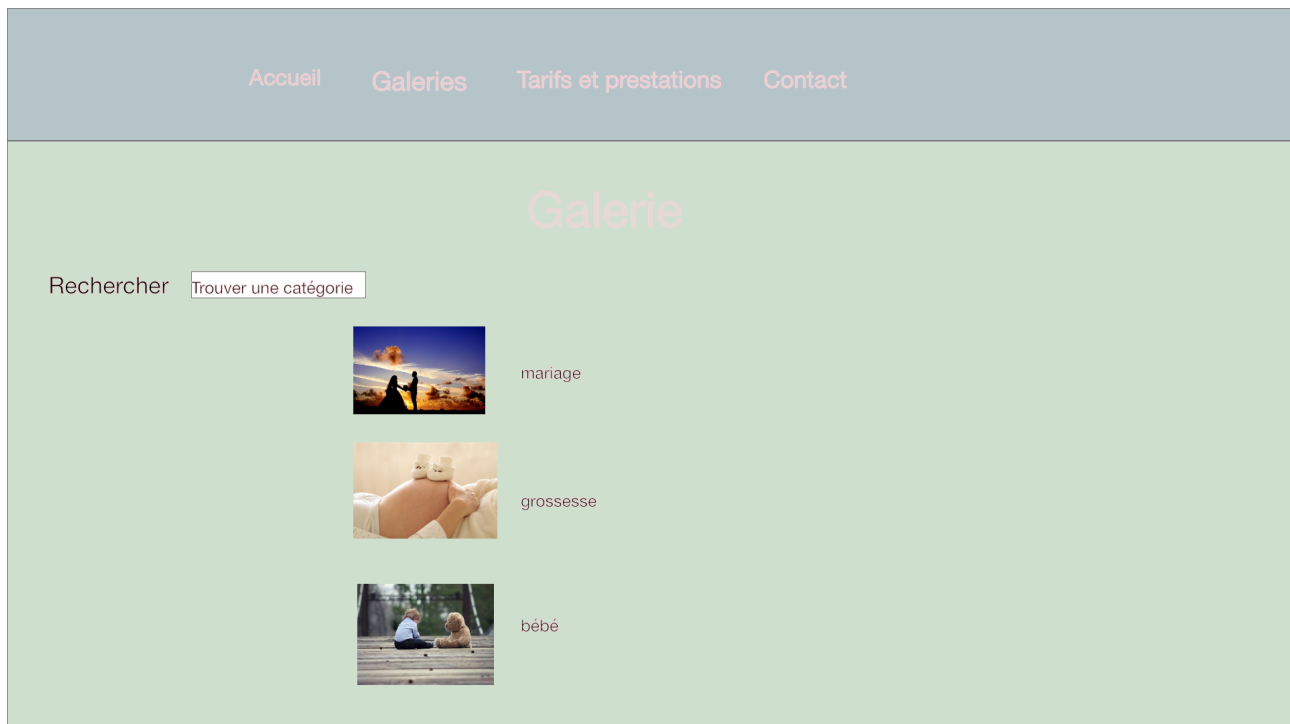 Accueil Galeries Tarifs et prestations Contact
Galerie
Rechercher Trouver une catégorie
mariage
grossesse
bébé